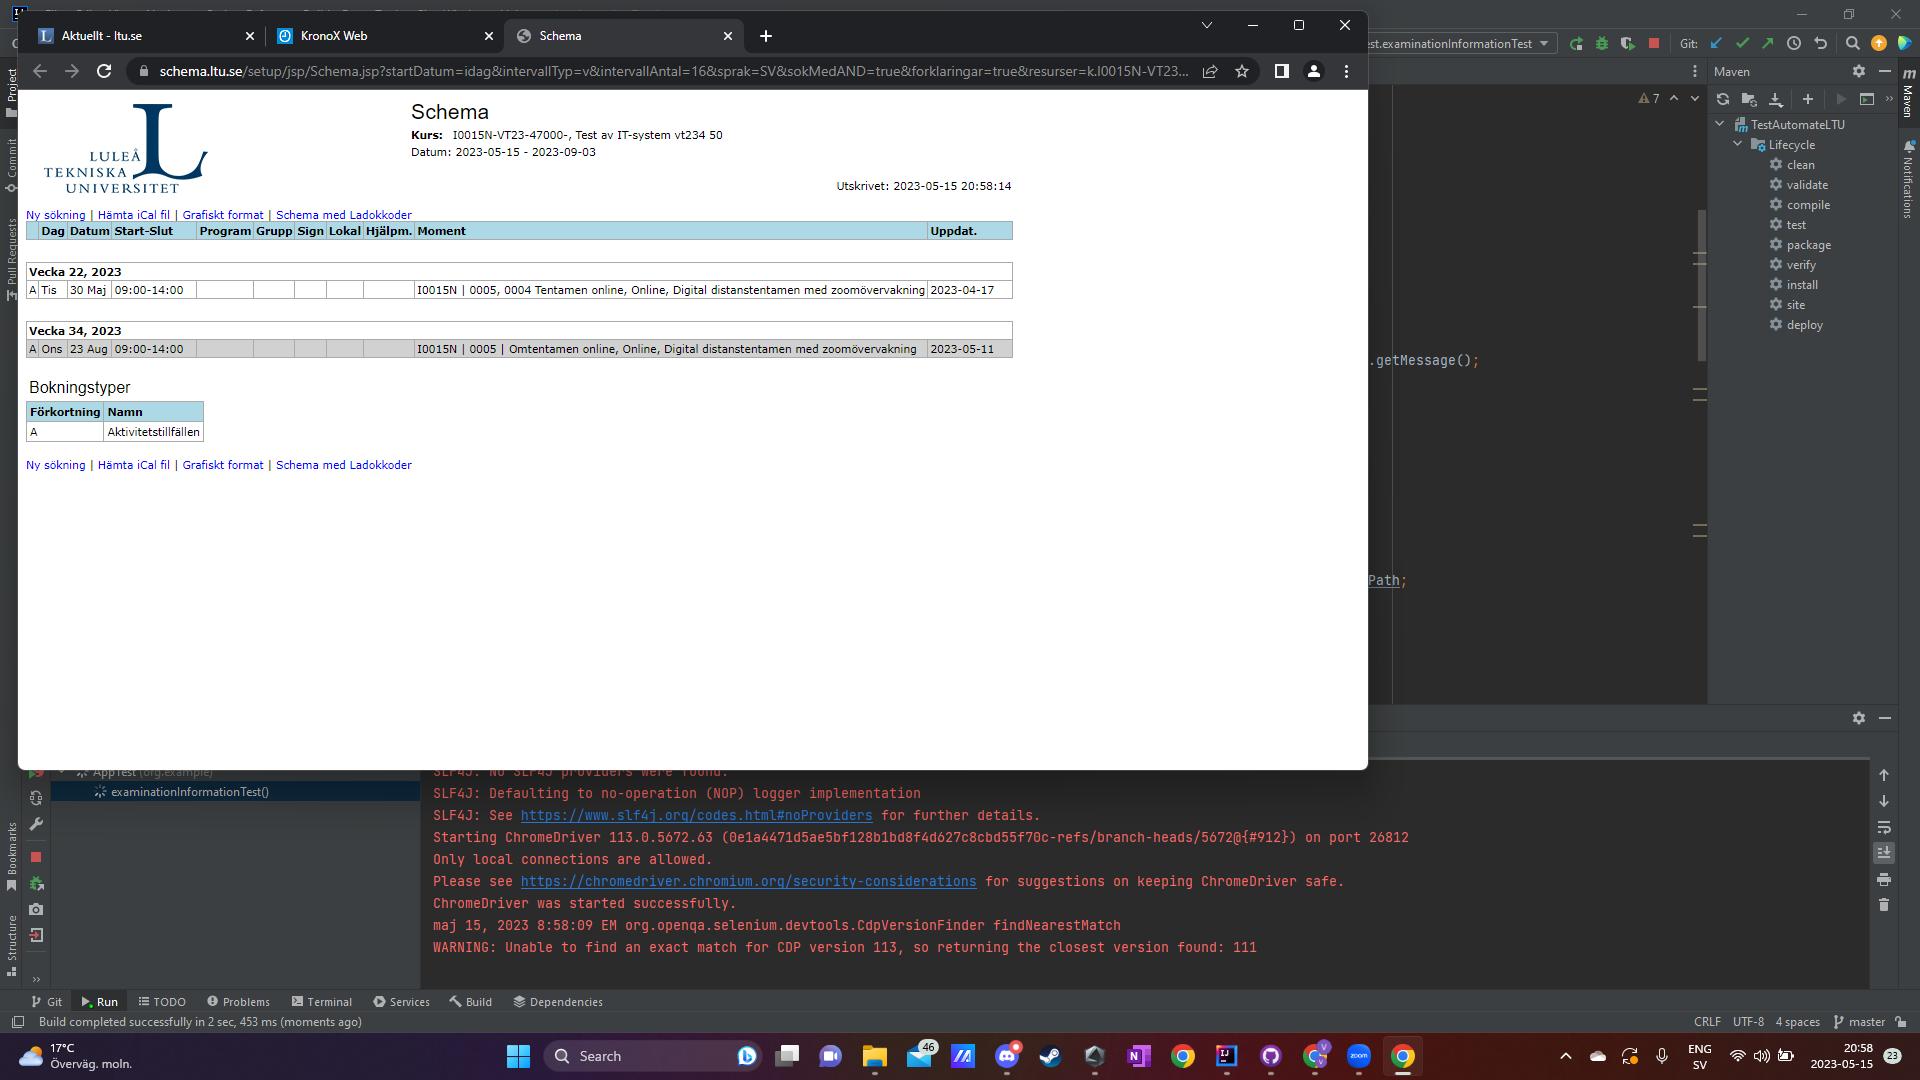 Aktuellt - ltu.se
KronoX Web
Schema
schema.ltu.se/setup/jsp/Schema.jsp?startDatum=idag&intervallTyp=v&intervallAntal=16&sprak=SV&sokMedAND=true&forklaringar=true&resurser=k.I0015N-VT23...
LULEÅ
TEKNISKA
UNIVERSITET
Schema
Kurs: I0015N-VT23-47000-, Test av IT-system vt234 50
Datum: 2023-05-15 - 2023-09-03
Utskrivet: 2023-05-15 20:58:14
Ny sökning | Hämta iCal fil | Grafiskt format | Schema med Ladokkoder
Dag Datum Start-Slut Program Grupp Sign Lokal Hjälpm. Moment Uppdat.
Vecka 22, 2023
A Tis 30 Maj 09:00-14:00 I0015N | 0005, 0004 Tentamen online, Online, Digital distanstentamen med zoomövervakning 2023-04-17
Vecka 34, 2023
A Ons 23 Aug 09:00-14:00 I0015N | 0005 | Omtentamen online, Online, Digital distanstentamen med zoomövervakning 2023-05-11
Bokningstyper
Förkortning Namn
A Aktivitetstillfällen
Ny sökning | Hämta iCal fil | Grafiskt format | Schema med Ladokkoder
st.examinationInformationTest
Git:
7
Maven
TestAutomateLTU
Lifecycle
clean
validate
compile
test
package
verify
install
site
deploy
Maven
Notifications
Project
Commit
Pull Requests
Bookmarks
Structure
.getMessage();
Path;
AppTest (org.example)
examinationInformationTest()
SLF4J: No SLF4J providers were found.
SLF4J: Defaulting to no-operation (NOP) logger implementation
SLF4J: See https://www.slf4j.org/codes.html#noProviders for further details.
Starting ChromeDriver 113.0.5672.63 (0e1a4471d5ae5bf128b1bd8f4d627c8cbd55f70c-refs/branch-heads/5672@{#912}) on port 26812
Only local connections are allowed.
Please see https://chromedriver.chromium.org/security-considerations for suggestions on keeping ChromeDriver safe.
ChromeDriver was started successfully.
maj 15, 2023 8:58:09 EM org.openqa.selenium.devtools.CdpVersionFinder findNearestMatch
WARNING: Unable to find an exact match for CDP version 113, so returning the closest version found: 111
Git Run TODO Problems Terminal Services Build Dependencies
Build completed successfully in 2 sec, 453 ms (moments ago)
CRLF UTF-8 4 spaces master
17°C
Överväg. moln.
Search
46
zoom
ENG
SV
20:58
2023-05-15
23